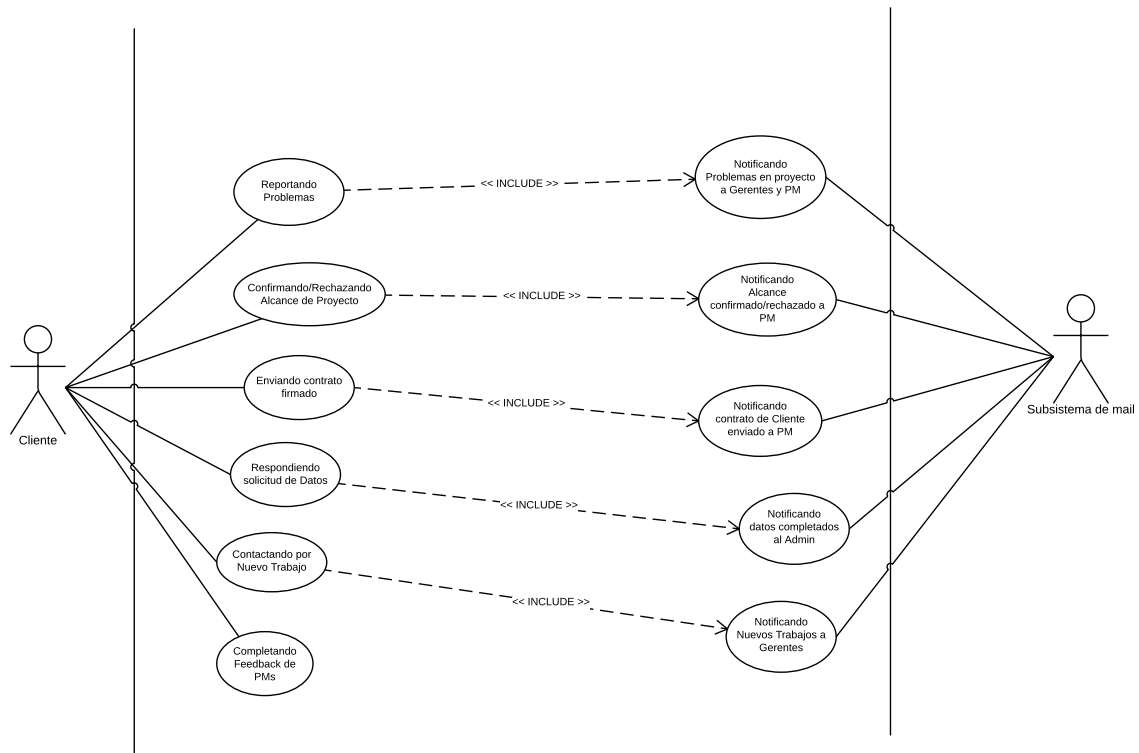 Notificando
Problemas en proyecto
a Gerentes y PM
Reportando
Problemas
<< INCLUDE >>
Notificando
Alcance
confirmado/rechazado a
PM
Confirmando/Rechazando
Alcance de Proyecto
<< INCLUDE >>
Enviando contrato
firmado
<< INCLUDE >>
Notificando
contrato de Cliente
enviado a PM
Cliente
Subsistema de mail
Respondiendo
solicitud de Datos
<< INCLUDE >>
Notificando
datos completados
al Admin
Contactando por
Nuevo Trabajo
<< INCLUDE >>
Notificando
Nuevos Trabajos a
Gerentes
Completando
Feedback de
PMs